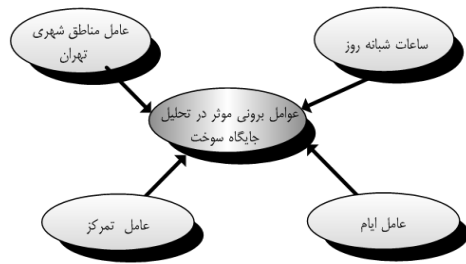 ساعات شبانه روز
عامل مناطق شهری
تهران
عوامل برونی موثر در تحلیل
جایگاه سوخت
عامل ایام
عامل تمرکز